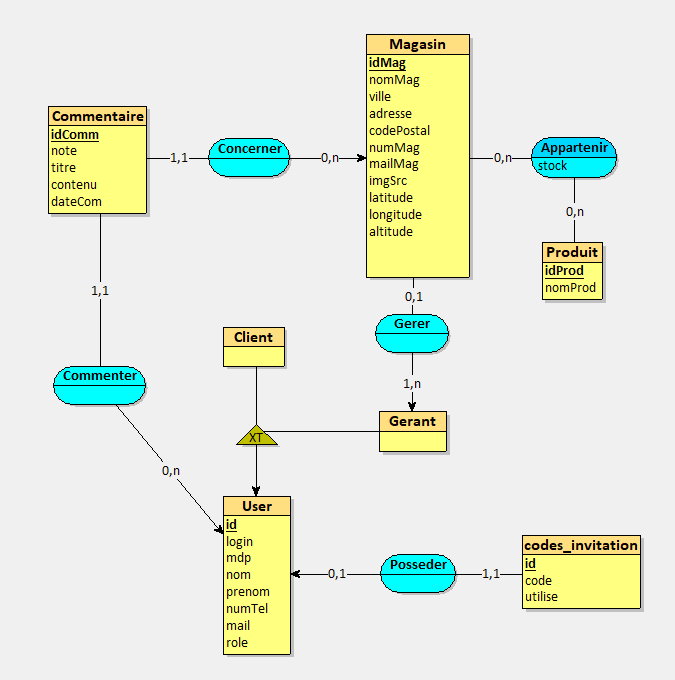 Magasin
idMag
nomMag
ville
adresse
codePostal
numMag
mailMag
imgSrc
latitude
longitude
altitude
Commentaire
idComm
note
titre
contenu
dateCom
1,1
Concerner
0,n
0,n
Appartenir
stock
0,n
Produit
idProd
nomProd
1,1
0,1
Gerer
1,n
Client
Commenter
Gerant
XT
0,n
User
id
login
mdp
nom
prenom
numTel
mail
role
0,1
Posseder
1,1
codes_invitation
id
code
utilise